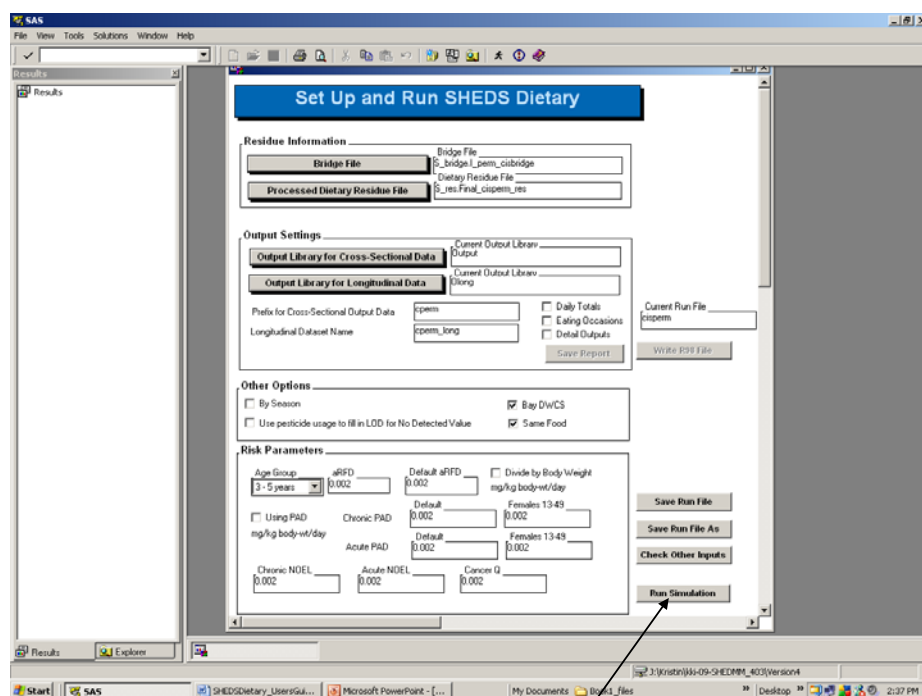 SAS
File View Tools Solutions Window Help
Results
Results
Set Up and Run SHEDS Dietary
Residue Information
Bridge File
Bridge File
S_bridge.l_perm_cisbridge
Dietary Residue File
Processed Dietary Residue File
S_res.Final_cisperm_res
Output Settings
Current Output Library
Output Library for Cross-Sectional Data
Output
Current Output Library
Output Library for Longitudinal Data
Olong
Prefix for Cross-Sectional Output Data
cperm
Daily Totals
Current Run File
Eating Occasions
cisperm
Longitudinal Dataset Name
cperm_long
Detail Outputs
Save Report
Write R98 File
Other Options
By Season
Bay DWCS
Use pesticide usage to fill in LOD for No Detected Value
Same Food
Risk Parameters
Age Group aRFD Default aRFD Divide by Body Weight
3 - 5 years 0.002 0.002 mg/kg body-wt/day
Save Run File
Default Females 13-49
Using PAD Chronic PAD 0.002 0.002
Save Run File As
mg/kg body-wt/day
Default Females 13-49
Acute PAD 0.002 0.002
Check Other Inputs
Chronic NOEL Acute NOEL Cancer Q
0.002 0.002 0.002
Run Simulation
Results Explorer
Start SAS SHEDSDietary_UsersGui... Microsoft PowerPoint - [... My Documents Desktop 2:37 PM